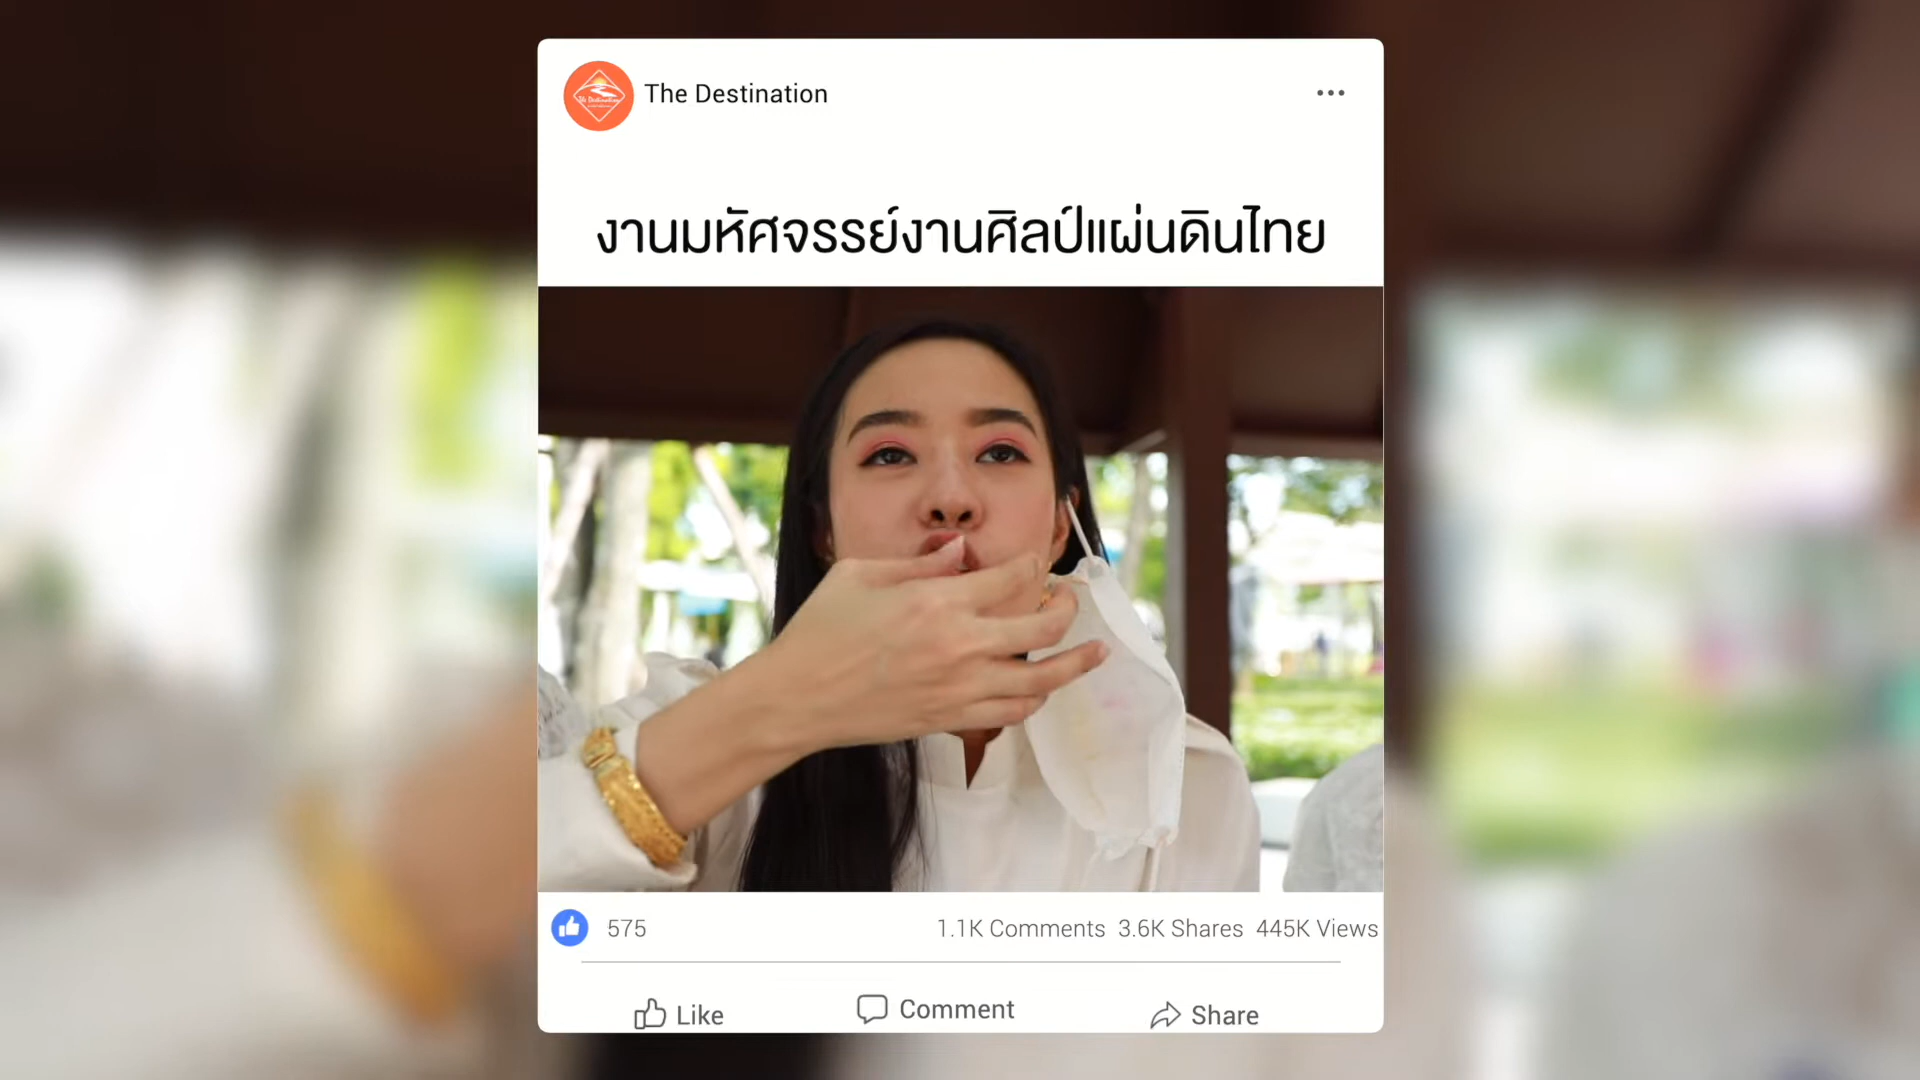 The Destination
The Destination
งานมหัศจรรย์งานศิลป์แผ่นดินไทย
575
1.1K Comments 3.6K Shares 445K Views
Like Comment Share